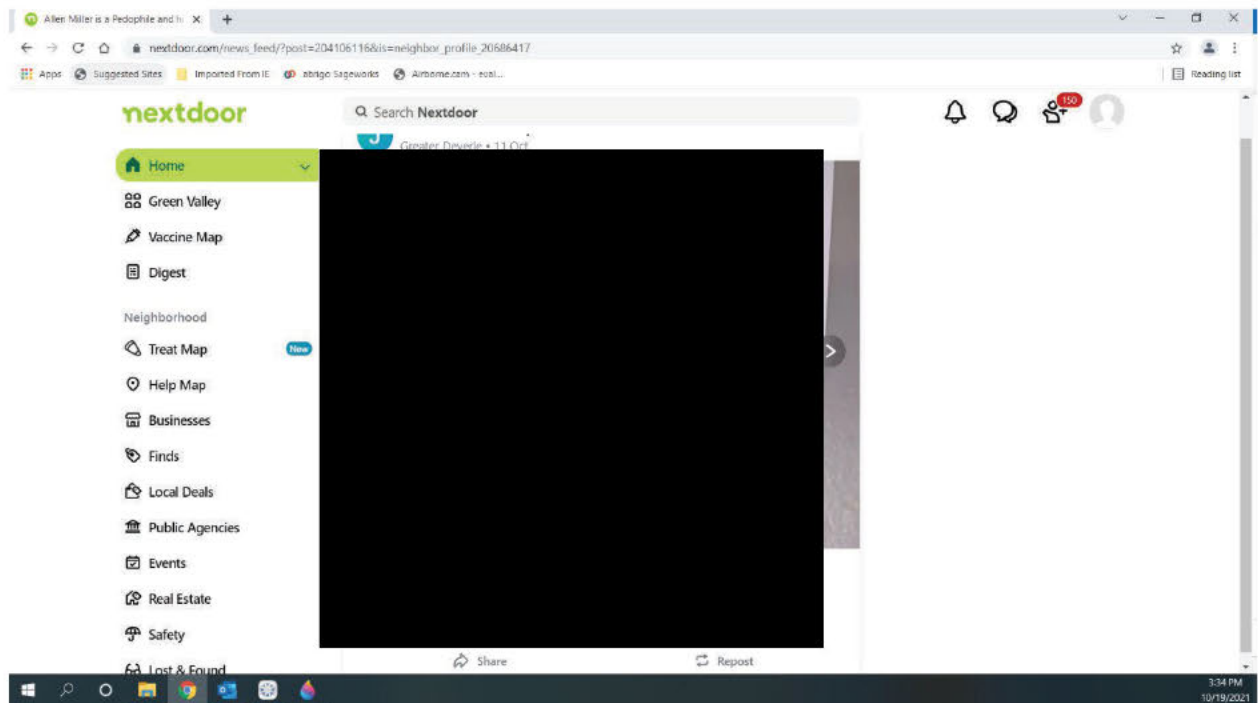 Allen Miller is a Pedophile and h
nextdoor.com/news_feed/?post=204106116&is=neighbor_profile_20686417
Apps Suggested Sites Imported From IE abrigo Sageworks Reading list
nextdoor
Search Nextdoor
150
11 Oct
Home
Green Valley
Vaccine Map
Digest
Neighborhood
Treat Map New
Help Map
Businesses
Finds
Local Deals
Public Agencies
Events
Real Estate
Safety
Lost & Found
Share Repost
3:34 PM
10/19/2021